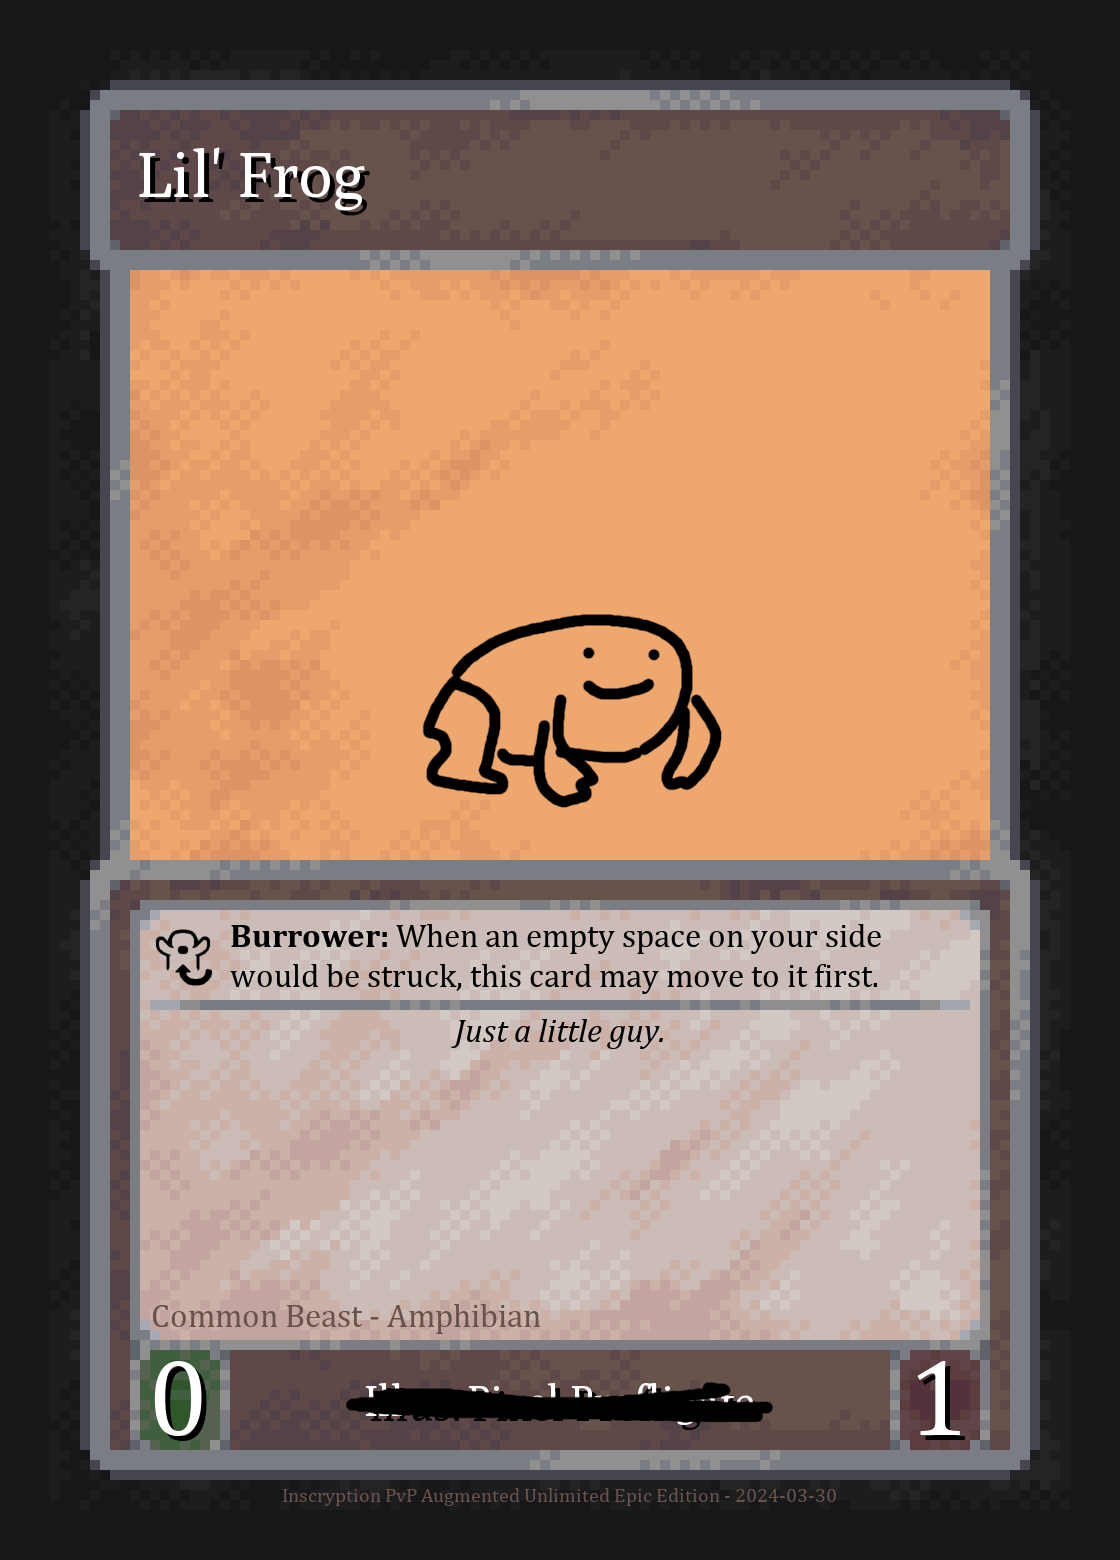 Lil' Frog
Burrower: When an empty space on your side
would be struck, this card may move to it first.
Just a little guy.
Common Beast - Amphibian
0
1
Inscryption PvP Augmented Unlimited Epic Edition - 2024-03-30